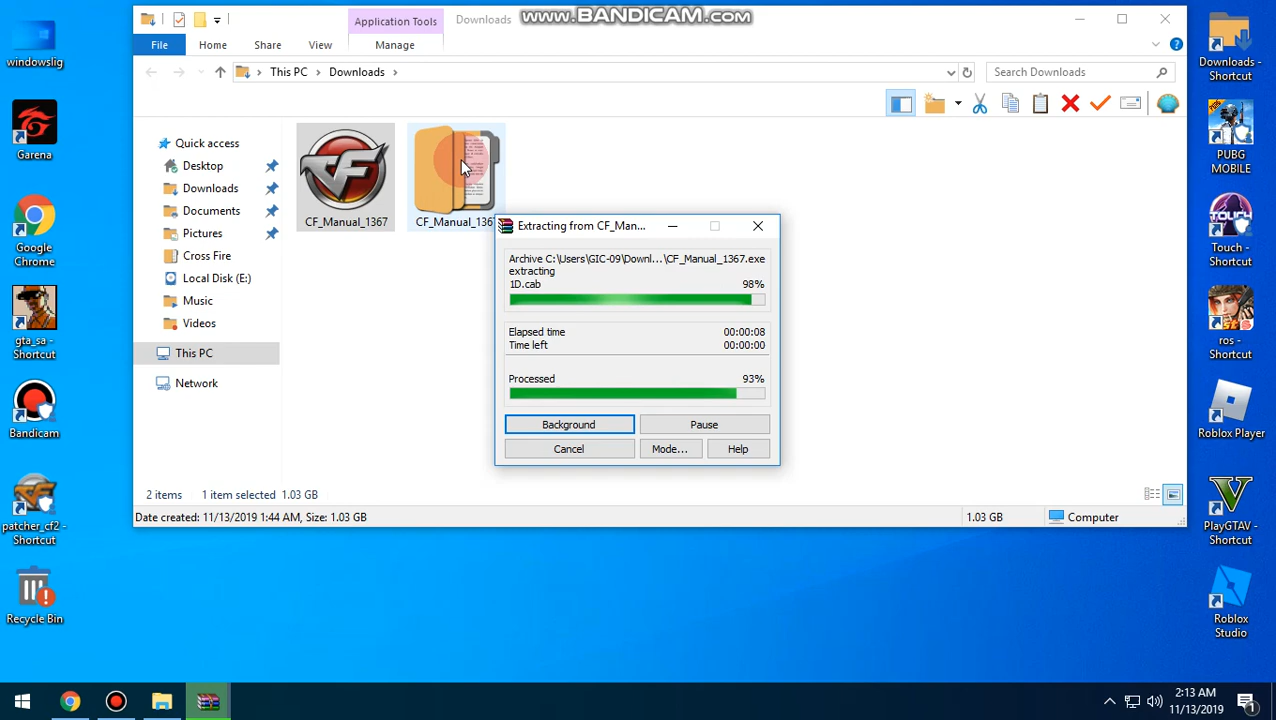 Application Tools
Downloads
www.BANDICAM.com
File
Home
Share
View
Manage
This PC
Downloads
Search Downloads
Quick access
Desktop
Downloads
Documents
Pictures
Cross Fire
Local Disk (E:)
Music
Videos
This PC
Network
CF
CF_Manual_1367
CF_Manual_1367
Extracting from CF_Man...
Archive C:\Users\GIC-09\Downl...\CF_Manual_1367.exe
extracting
1D.cab
98%
Elapsed time
00:00:08
Time left
00:00:00
Processed
93%
Background
Pause
Cancel
Mode...
Help
2 items
1 item selected
1.03 GB
Date created: 11/13/2019 1:44 AM, Size: 1.03 GB
1.03 GB
Computer
windowslig
Garena
Google
Chrome
gta_sa -
Shortcut
Bandicam
patcher_cf2 -
Shortcut
Recycle Bin
Downloads -
Shortcut
PUBG
MOBILE
TOUCH
Touch -
Shortcut
ros -
Shortcut
Roblox Player
PlayGTAV -
Shortcut
Roblox
Studio
2:13 AM
11/13/2019
1